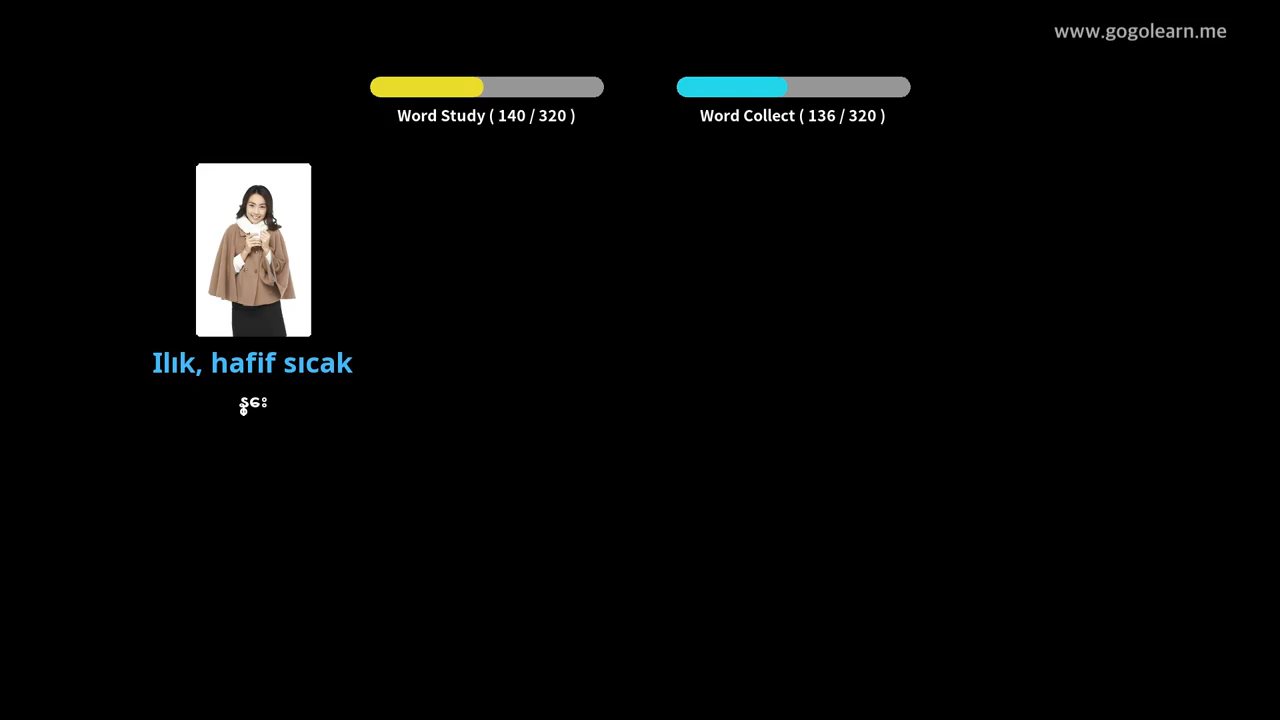 www.gogolearn.me
Word Study ( 140 / 320 )
Word Collect ( 136 / 320 )
Ilık, hafif sıcak
နွေး